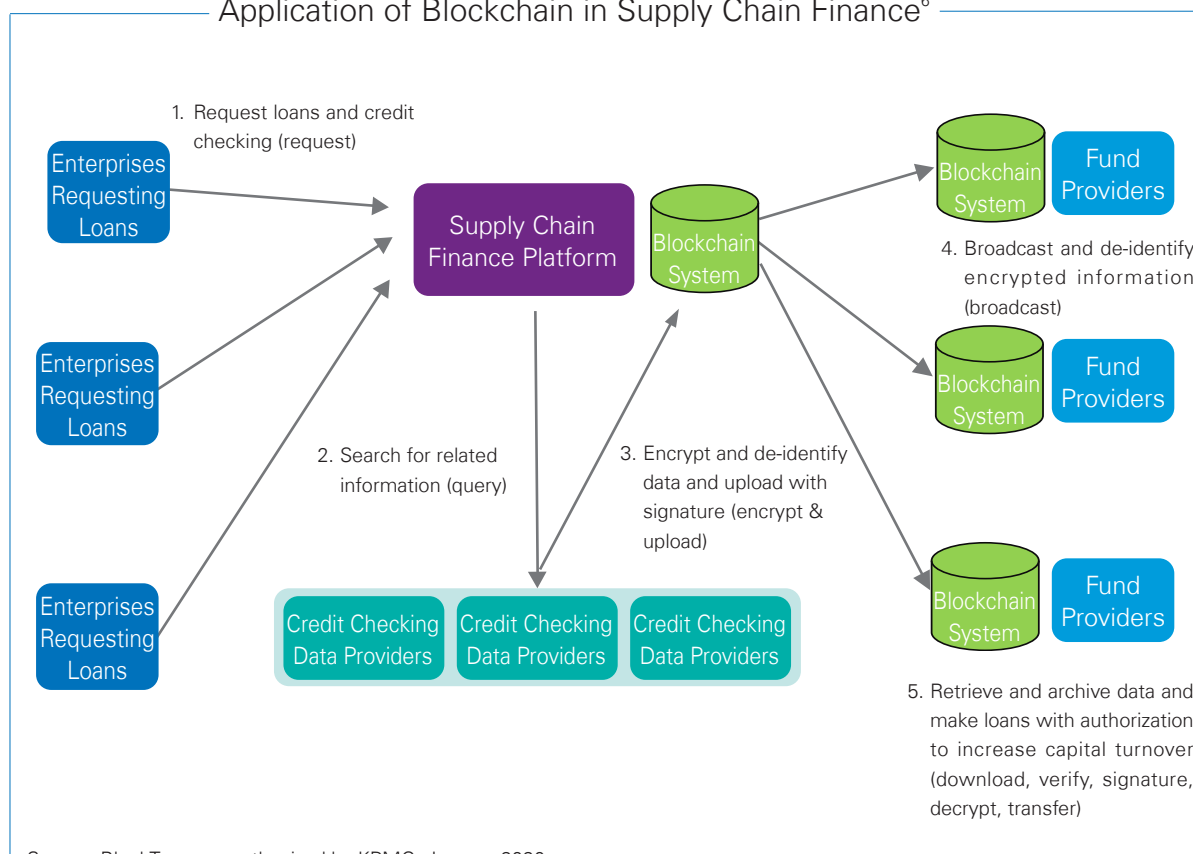 Application of Blockchain in Supply Chain Finance⁶
1. Request loans and credit
checking (request)
Enterprises
Requesting
Loans
Supply Chain
Finance Platform
Blockchain
System
Blockchain
System
Fund
Providers
4. Broadcast and de-identify
encrypted information
(broadcast)
Enterprises
Requesting
Loans
Blockchain
System
Fund
Providers
2. Search for related
information (query)
3. Encrypt and de-identify
data and upload with
signature (encrypt &
upload)
Enterprises
Requesting
Loans
Credit Checking
Data Providers
Credit Checking
Data Providers
Credit Checking
Data Providers
Blockchain
System
Fund
Providers
5. Retrieve and archive data and
make loans with authorization
to increase capital turnover
(download, verify, signature,
decrypt, transfer)